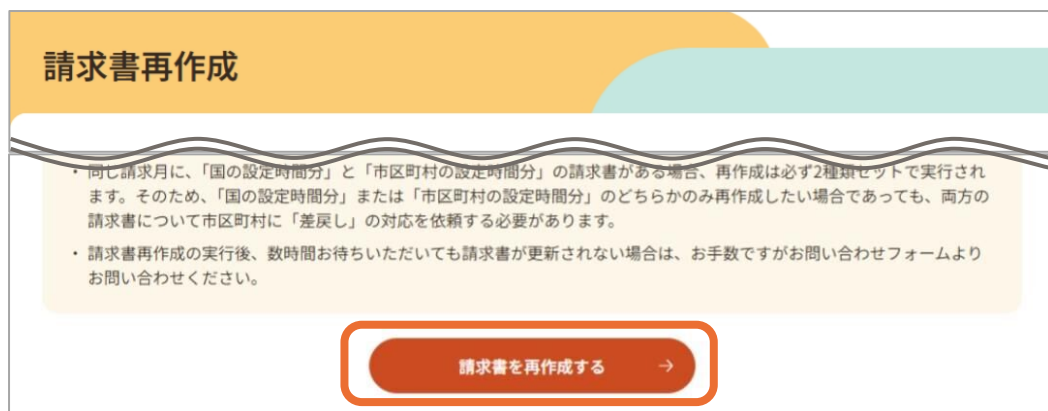 請求書再作成
・同じ請求月に、「国の設定時間分」と「市区町村の設定時間分」の請求書がある場合、再作成は必ず2種類セットで実行され
ます。そのため、「国の設定時間分」または「市区町村の設定時間分」のどちらかのみ再作成したい場合であっても、両方の
請求書について市区町村に「差戻し」の対応を依頼する必要があります。
・請求書再作成の実行後、数時間お待ちいただいても請求書が更新されない場合は、お手数ですがお問い合わせフォームより
お問い合わせください。
請求書を再作成する →